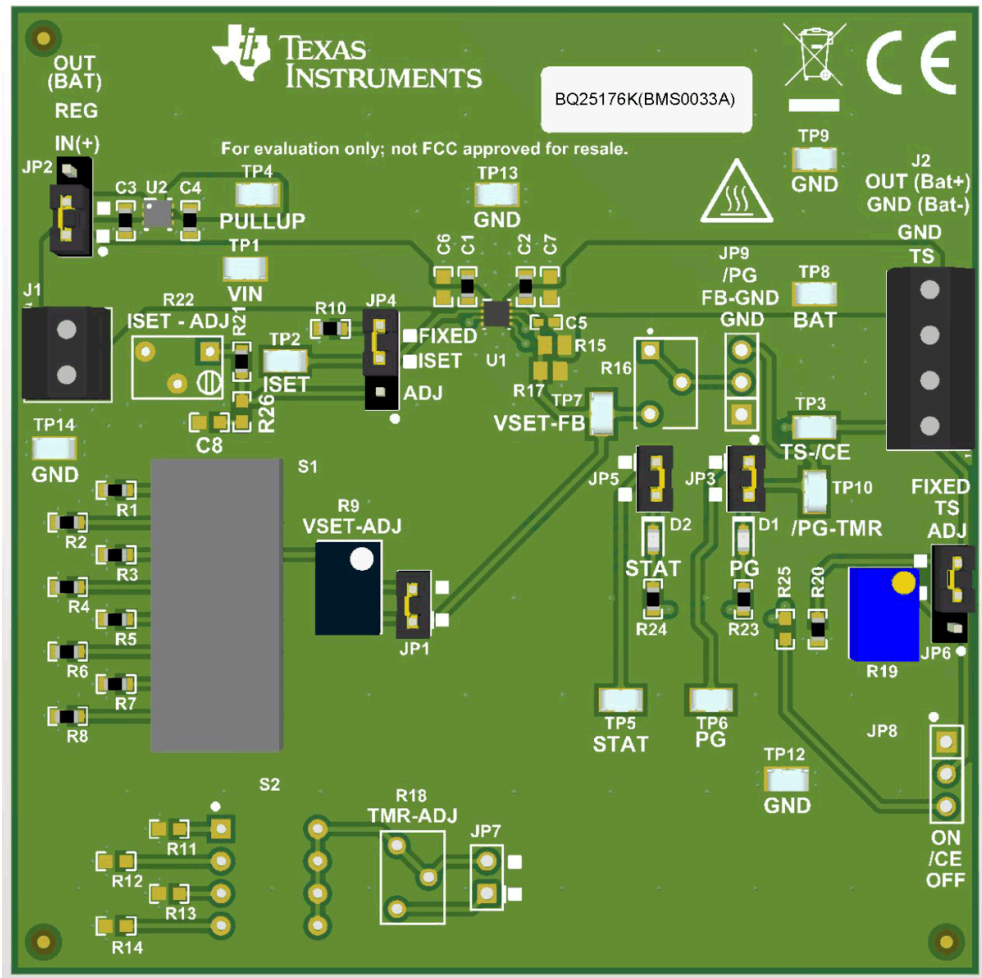 OUT
(BAT)
REG
IN(+)
JP2
TEXAS
INSTRUMENTS
BQ25176K(BMS0033A)
For evaluation only; not FCC approved for resale.
C3
U2
C4
TP4
PULLUP
TP13
GND
TP9
GND
J2
OUT (Bat+)
GND (Bat-)
GND
TS
TP1
VIN
C6
C1
C2
C7
JP9
/PG
FB-GND
GND
TP8
BAT
J1
R22
ISET - ADJ
R21
TP2
ISET
R10
JP4
FIXED
ISET
ADJ
U1
C5
R15
R17
R16
TP7
VSET-FB
TP3
TS-/CE
TP14
GND
C8
R26
S1
R1
R2
R3
R4
R5
R6
R7
R8
R9
VSET-ADJ
JP1
JP5
JP3
TP10
/PG-TMR
D2
STAT
D1
PG
R24
R23
R25
R20
FIXED
TS
ADJ
R19
JP6
TP5
STAT
TP6
PG
TP12
GND
JP8
ON
/CE
OFF
S2
R11
R12
R13
R14
R18
TMR-ADJ
JP7